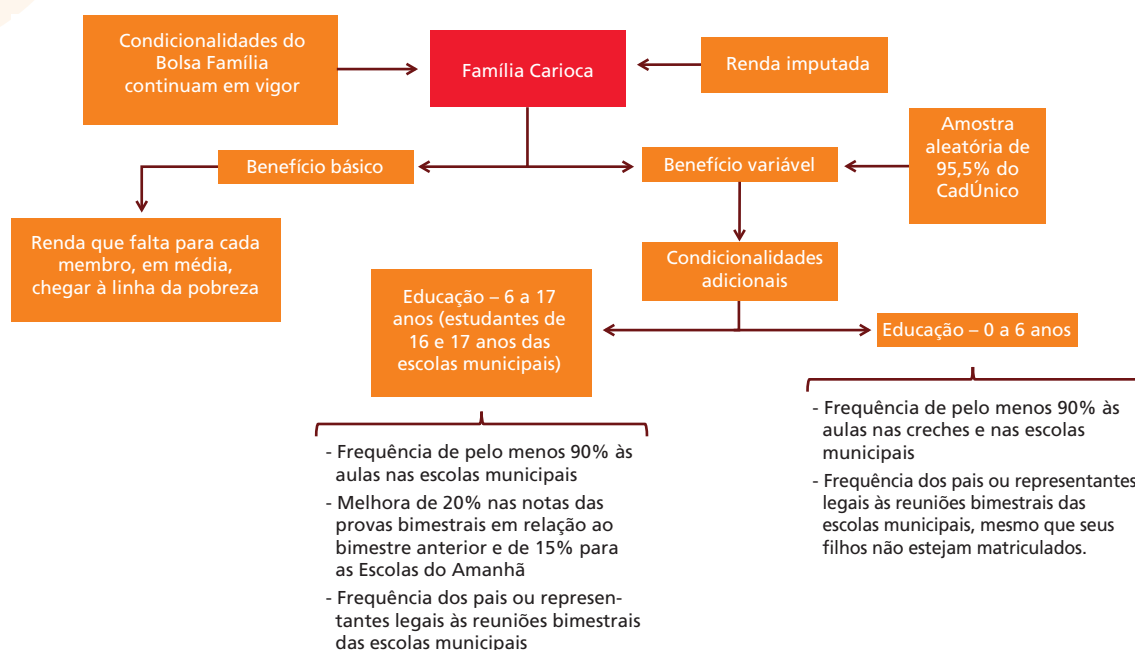 Condicionalidades do
Bolsa Família
continuam em vigor
Família Carioca
Renda imputada
Amostra
aleatória de
95,5% do
CadÚnico
Benefício básico
Benefício variável
Renda que falta para cada
membro, em média,
chegar à linha da pobreza
Condicionalidades
adicionais
Educação – 6 a 17
anos (estudantes de
16 e 17 anos das
escolas municipais)
Educação – 0 a 6 anos
- Frequência de pelo menos 90% às
aulas nas escolas municipais
- Melhora de 20% nas notas das
provas bimestrais em relação ao
bimestre anterior e de 15% para
as Escolas do Amanhã
- Frequência dos pais ou represen-
tantes legais às reuniões bimestrais
das escolas municipais
- Frequência de pelo menos 90% às
aulas nas creches e nas escolas
municipais
- Frequência dos pais ou representantes
legais às reuniões bimestrais das
escolas municipais, mesmo que seus
filhos não estejam matriculados.